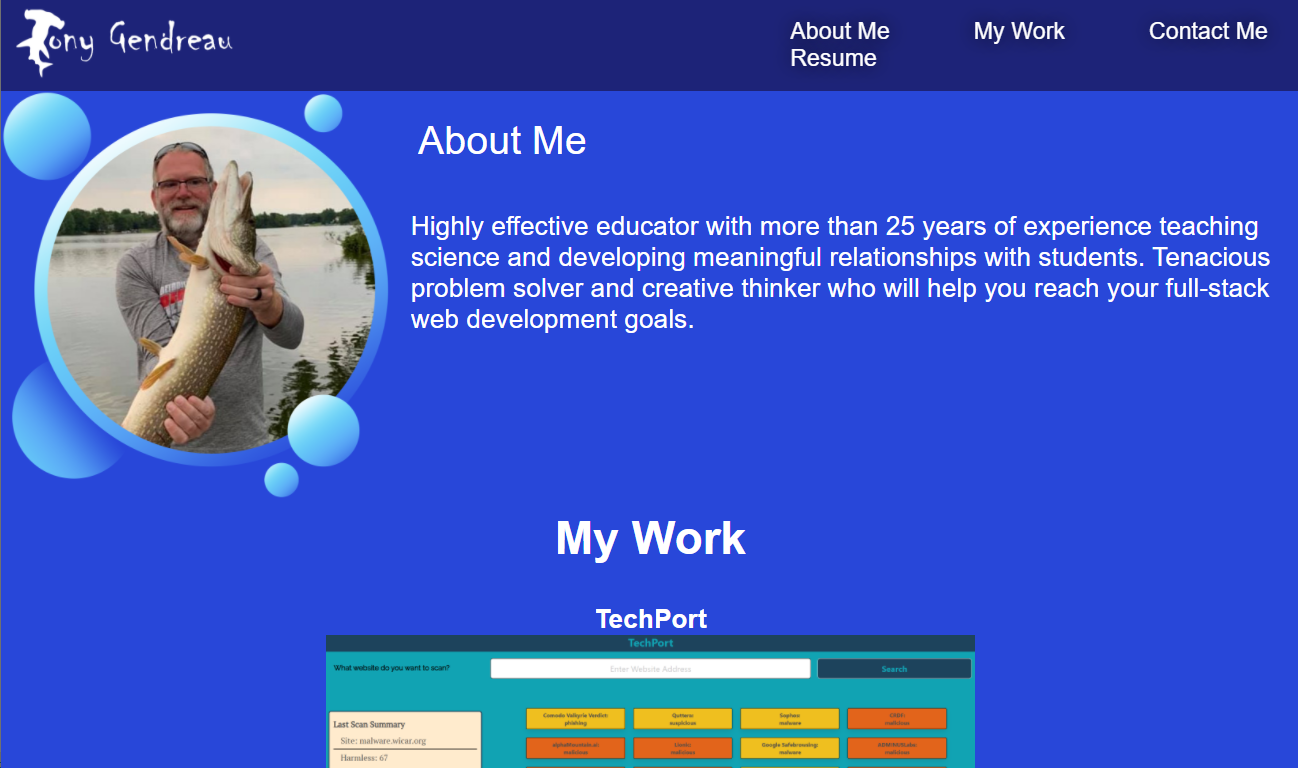 Tony Gendreau
About Me
My Work
Contact Me
Resume
About Me
Highly effective educator with more than 25 years of experience teaching
science and developing meaningful relationships with students. Tenacious
problem solver and creative thinker who will help you reach your full-stack
web development goals.
My Work
TechPort
TechPort
What website do you want to scan?
Enter Website Address
Search
Last Scan Summary
Site: malware.wicar.org
Harmless: 67
Comodo Valkyrie Verdict:
phishing
Quttera:
suspicious
Sophos:
malware
CRDF:
malicious
alphaMountain.ai:
malicious
malicious
Google Safebrowsing:
malware
ADMINUSLabs:
malicious